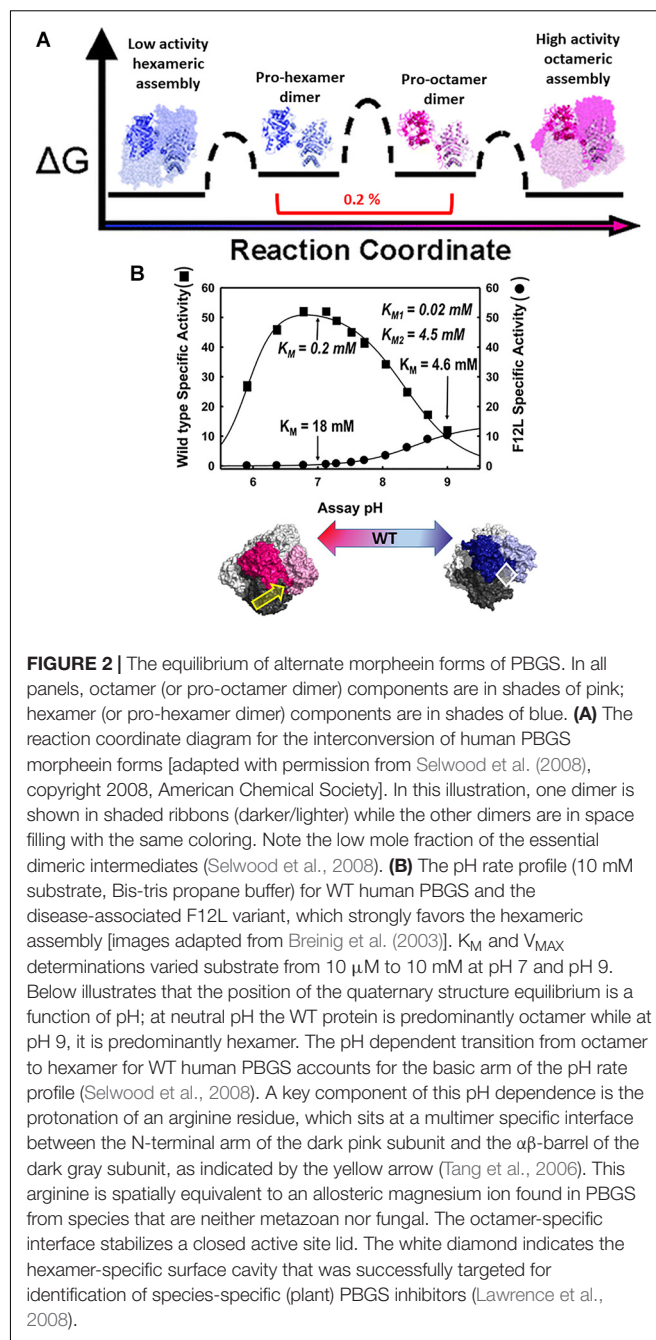 A
Low activity
hexameric
assembly
Pro-hexamer
dimer
Pro-octamer
dimer
High activity
octameric
assembly
ΔG
0.2 %
Reaction Coordinate
B
Wild type Specific Activity(■)
60
50
40
30
20
10
0
K_M1 = 0.02 mM
K_M2 = 4.5 mM
K_M = 0.2 mM
K_M = 4.6 mM
K_M = 18 mM
60
50
40
30
20
10
0
F12L Specific Activity (●)
6 7 8 9
Assay pH
WT
FIGURE 2 | The equilibrium of alternate morpheein forms of PBGS. In all
panels, octamer (or pro-octamer dimer) components are in shades of pink;
hexamer (or pro-hexamer dimer) components are in shades of blue. (A) The
reaction coordinate diagram for the interconversion of human PBGS
morpheein forms [adapted with permission from Selwood et al. (2008),
copyright 2008, American Chemical Society]. In this illustration, one dimer is
shown in shaded ribbons (darker/lighter) while the other dimers are in space
filling with the same coloring. Note the low mole fraction of the essential
dimeric intermediates (Selwood et al., 2008). (B) The pH rate profile (10 mM
substrate, Bis-tris propane buffer) for WT human PBGS and the
disease-associated F12L variant, which strongly favors the hexameric
assembly [images adapted from Breinig et al. (2003)]. K_M and V_MAX
determinations varied substrate from 10 μM to 10 mM at pH 7 and pH 9.
Below illustrates that the position of the quaternary structure equilibrium is a
function of pH; at neutral pH the WT protein is predominantly octamer while at
pH 9, it is predominantly hexamer. The pH dependent transition from octamer
to hexamer for WT human PBGS accounts for the basic arm of the pH rate
profile (Selwood et al., 2008). A key component of this pH dependence is the
protonation of an arginine residue, which sits at a multimer specific interface
between the N-terminal arm of the dark pink subunit and the αβ-barrel of the
dark gray subunit, as indicated by the yellow arrow (Tang et al., 2006). This
arginine is spatially equivalent to an allosteric magnesium ion found in PBGS
from species that are neither metazoan nor fungal. The octamer-specific
interface stabilizes a closed active site lid. The white diamond indicates the
hexamer-specific surface cavity that was successfully targeted for
identification of species-specific (plant) PBGS inhibitors (Lawrence et al.,
2008).